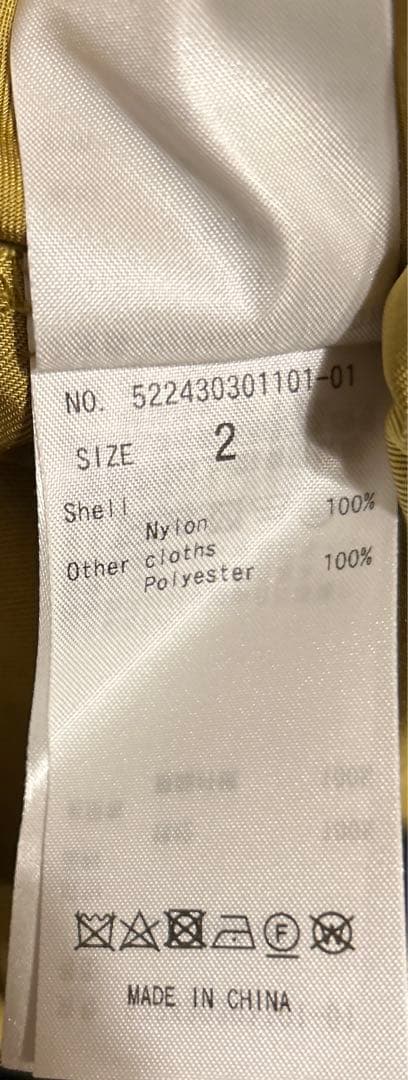 NO. 522430301101-01
SIZE 2
Shell
Nylon 100%
Other cloths
Polyester 100%
F W
MADE IN CHINA